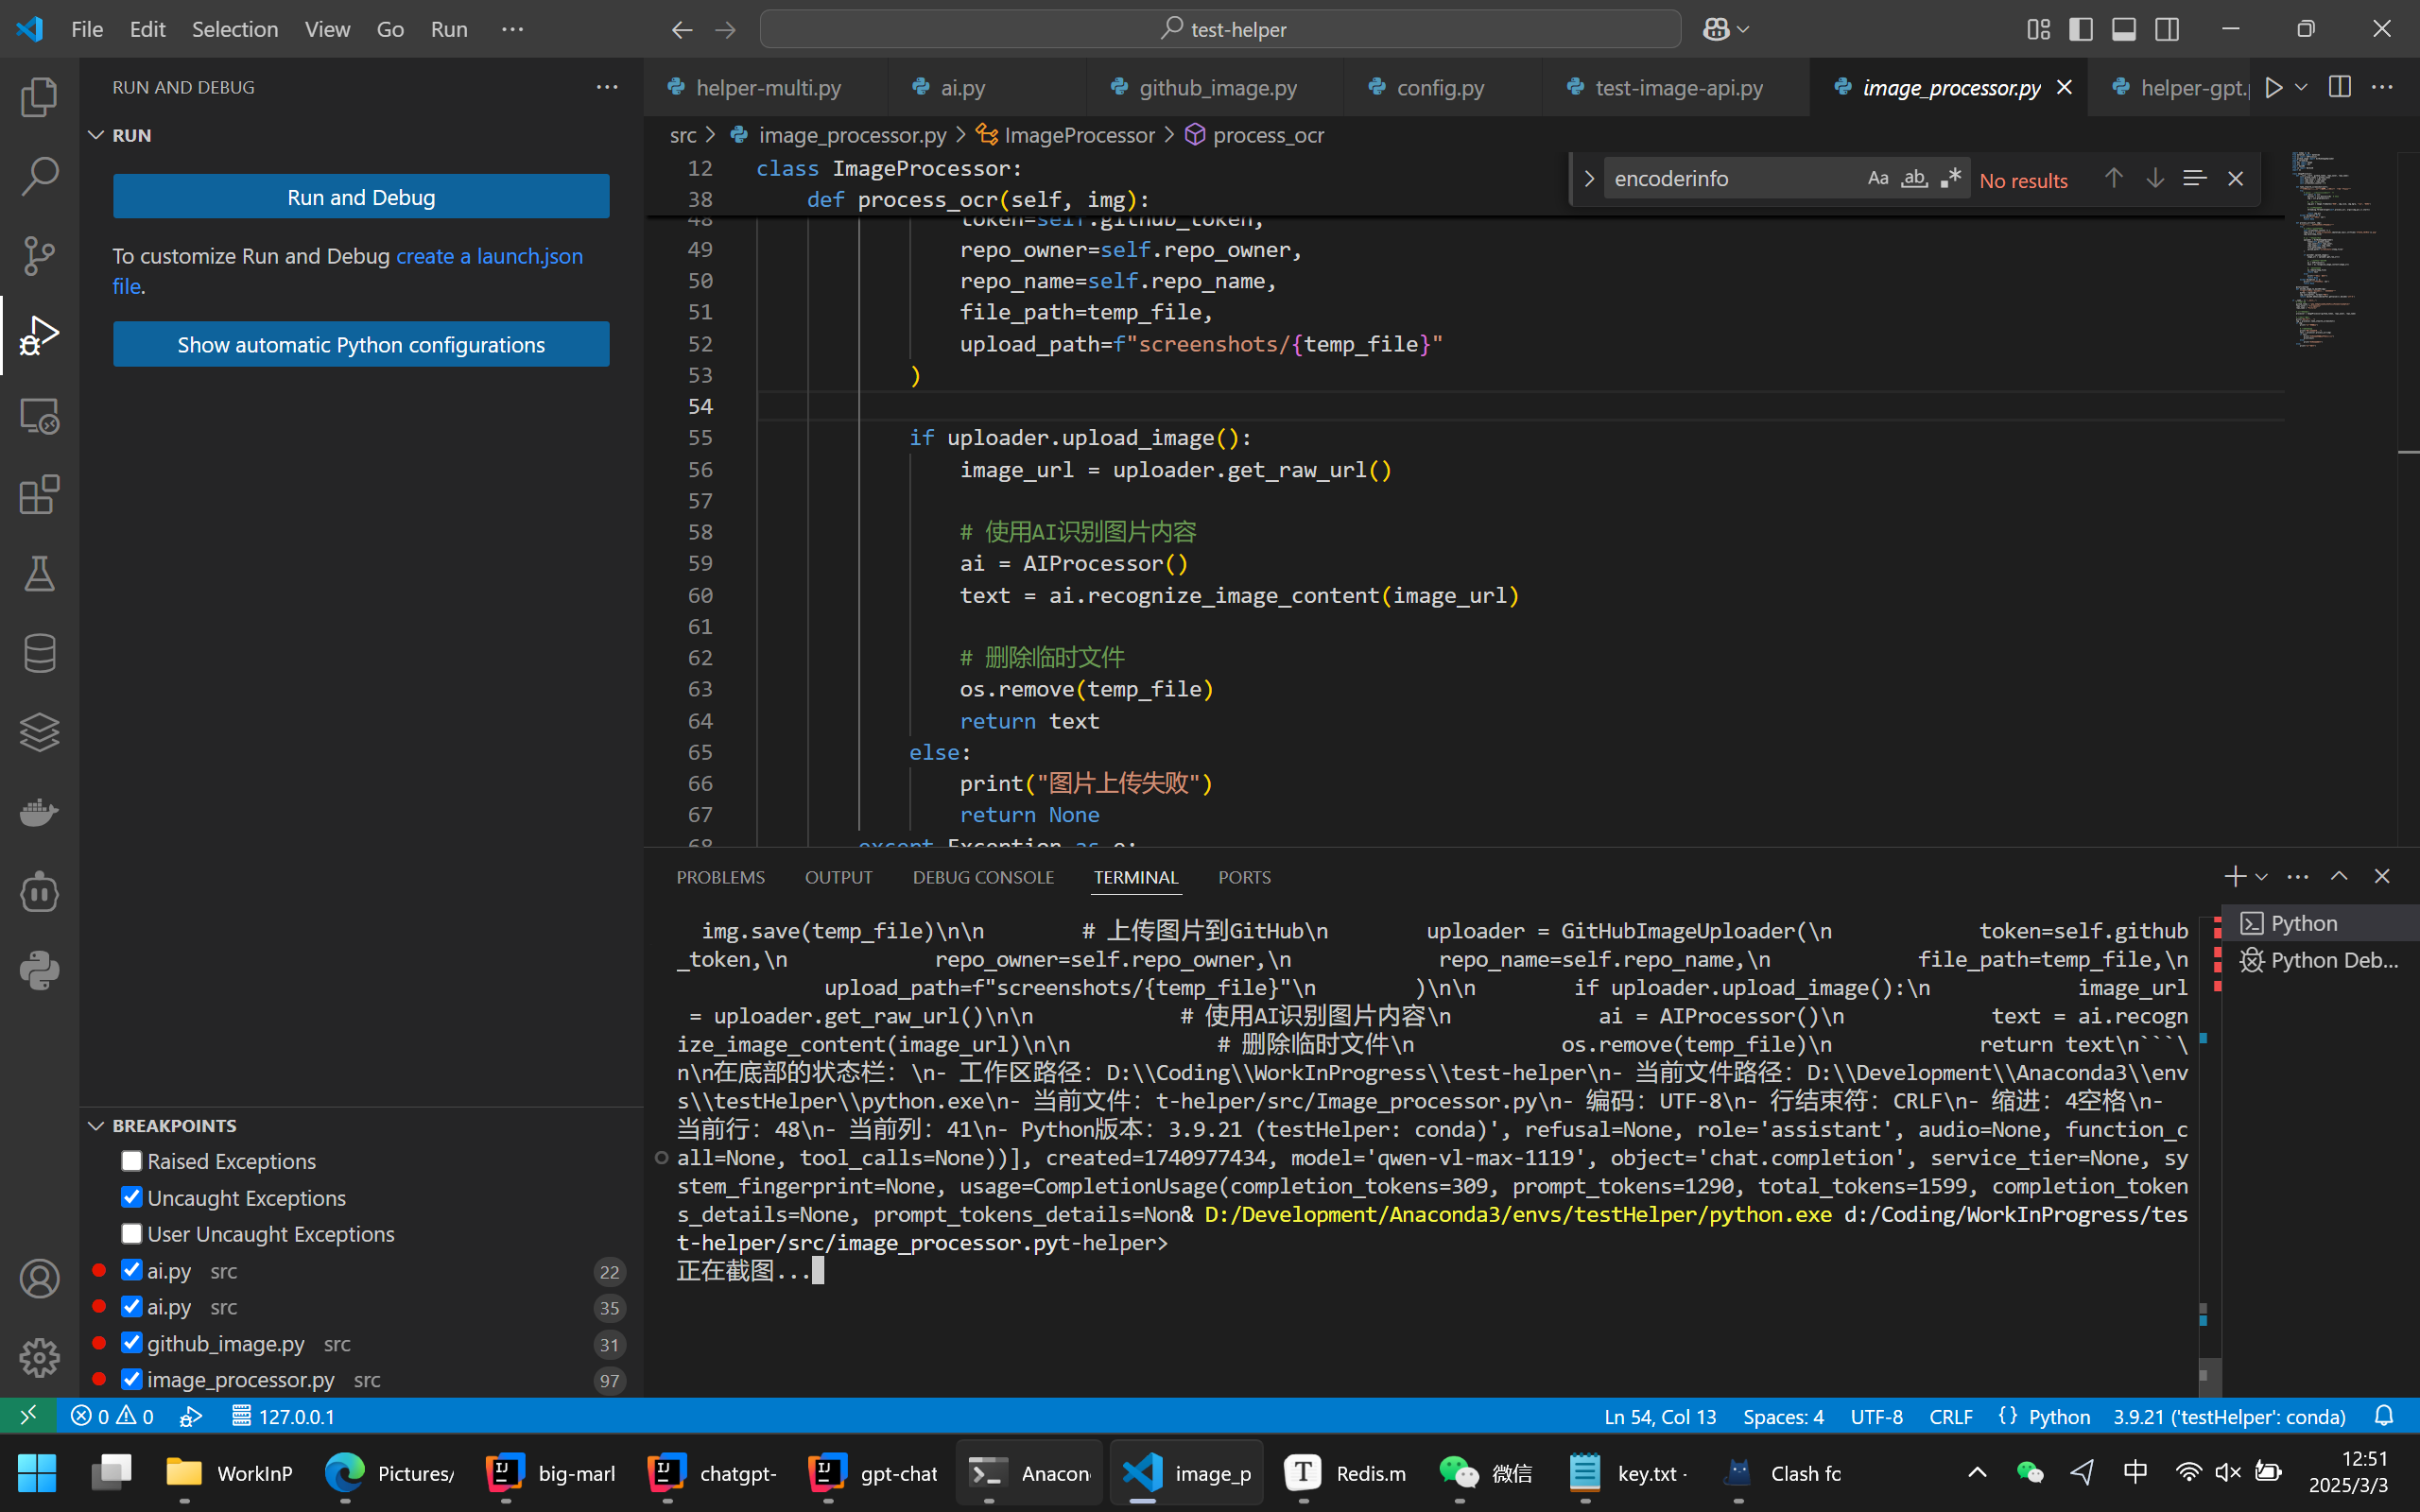 File Edit Selection View Go Run ···
test-helper
RUN AND DEBUG ···
helper-multi.py ai.py github_image.py config.py test-image-api.py image_processor.py helper-gpt.p
RUN
src > image_processor.py > ImageProcessor > process_ocr
Run and Debug
To customize Run and Debug create a launch.json
file.
Show automatic Python configurations
encoderinfo Aa ab No results
12 class ImageProcessor:
38 def process_ocr(self, img):
48 token=self.github_token,
49 repo_owner=self.repo_owner,
50 repo_name=self.repo_name,
51 file_path=temp_file,
52 upload_path=f"screenshots/{temp_file}"
53 )
54
55 if uploader.upload_image():
56 image_url = uploader.get_raw_url()
57
58 # 使用AI识别图片内容
59 ai = AIProcessor()
60 text = ai.recognize_image_content(image_url)
61
62 # 删除临时文件
63 os.remove(temp_file)
64 return text
65 else:
66 print("图片上传失败")
67 return None
68 except Exception as e:
PROBLEMS OUTPUT DEBUG CONSOLE TERMINAL PORTS
img.save(temp_file)\n\n # 上传图片到GitHub\n uploader = GitHubImageUploader(\n token=self.github
_token,\n repo_owner=self.repo_owner,\n repo_name=self.repo_name,\n file_path=temp_file,\n
upload_path=f"screenshots/{temp_file}"\n )\n\n if uploader.upload_image():\n image_url
= uploader.get_raw_url()\n\n # 使用AI识别图片内容\n ai = AIProcessor()\n text = ai.recogn
ize_image_content(image_url)\n\n # 删除临时文件\n os.remove(temp_file)\n return text\n```\
n\n在底部的状态栏：\n- 工作区路径：D:\\Coding\\WorkInProgress\\test-helper\n- 当前文件路径：D:\\Development\\Anaconda3\\env
s\\testHelper\\python.exe\n- 当前文件：t-helper/src/Image_processor.py\n- 编码：UTF-8\n- 行结束符：CRLF\n- 缩进：4空格\n-
当前行：48\n- 当前列：41\n- Python版本：3.9.21 (testHelper: conda)', refusal=None, role='assistant', audio=None, function_c
all=None, tool_calls=None))], created=1740977434, model='qwen-vl-max-1119', object='chat.completion', service_tier=None, sy
stem_fingerprint=None, usage=CompletionUsage(completion_tokens=309, prompt_tokens=1290, total_tokens=1599, completion_token
s_details=None, prompt_tokens_details=Non& D:/Development/Anaconda3/envs/testHelper/python.exe d:/Coding/WorkInProgress/tes
t-helper/src/image_processor.pyt-helper>
正在截图...
Python
Python Deb...
BREAKPOINTS
Raised Exceptions
Uncaught Exceptions
User Uncaught Exceptions
ai.py src 22
ai.py src 35
github_image.py src 31
image_processor.py src 97
0 0 127.0.0.1 Ln 54, Col 13 Spaces: 4 UTF-8 CRLF {} Python 3.9.21 ('testHelper': conda)
WorkInP Pictures/ big-marl chatgpt- gpt-chat Anacon image_p Redis.m 微信 key.txt - Clash fo 中 12:51
2025/3/3